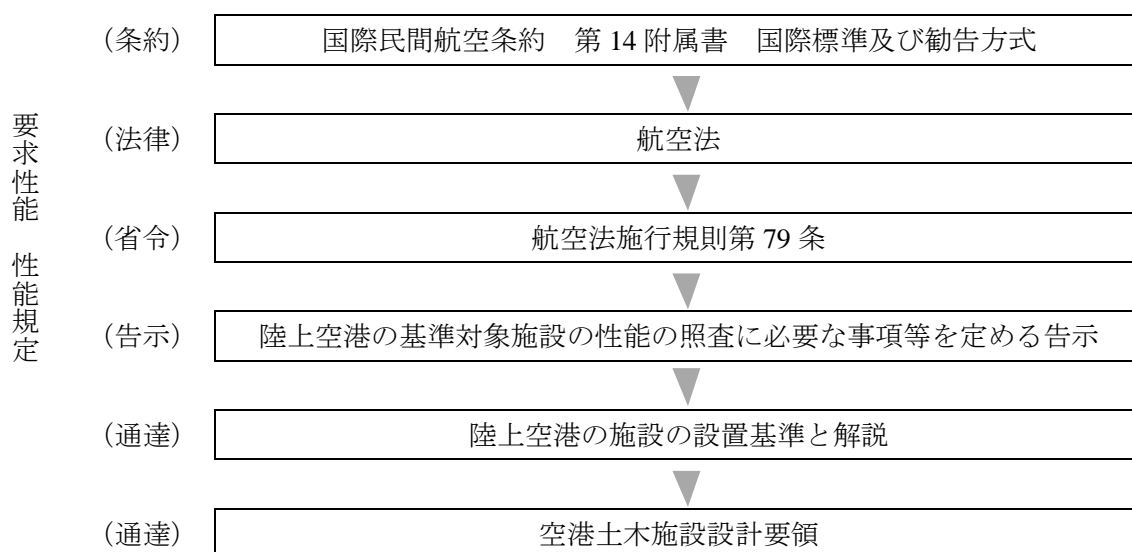 (条約) 国際民間航空条約　第 14 附属書　国際標準及び勧告方式
要求性能　性能規定
(法律) 航空法
(省令) 航空法施行規則第 79 条
(告示) 陸上空港の基準対象施設の性能の照査に必要な事項等を定める告示
(通達) 陸上空港の施設の設置基準と解説
(通達) 空港土木施設設計要領